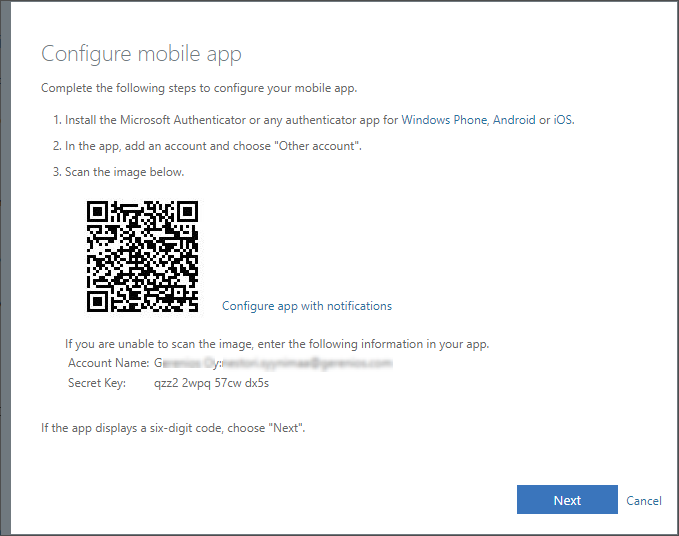 Configure mobile app
Complete the following steps to configure your mobile app.
1. Install the Microsoft Authenticator or any authenticator app for Windows Phone, Android or iOS.
2. In the app, add an account and choose "Other account".
3. Scan the image below.
Configure app with notifications
If you are unable to scan the image, enter the following information in your app.
Account Name:
Secret Key: qzz2 2wpq 57cw dx5s
If the app displays a six-digit code, choose "Next".
Next Cancel